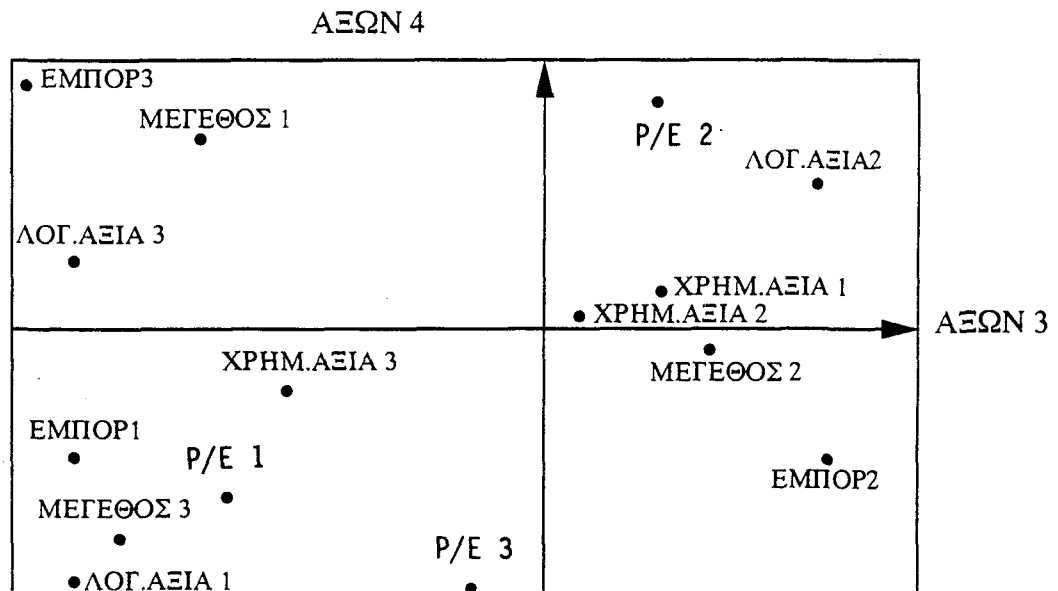 ΑΞΩΝ 4
ΕΜΠΟΡ3
ΜΕΓΕΘΟΣ 1
P/E 2
ΛΟΓ.ΑΞΙΑ2
ΛΟΓ.ΑΞΙΑ 3
ΧΡΗΜ.ΑΞΙΑ 1
ΧΡΗΜ.ΑΞΙΑ 2
ΑΞΩΝ 3
ΧΡΗΜ.ΑΞΙΑ 3
ΜΕΓΕΘΟΣ 2
ΕΜΠΟΡ1
P/E 1
ΕΜΠΟΡ2
ΜΕΓΕΘΟΣ 3
P/E 3
ΛΟΓ.ΑΞΙΑ 1